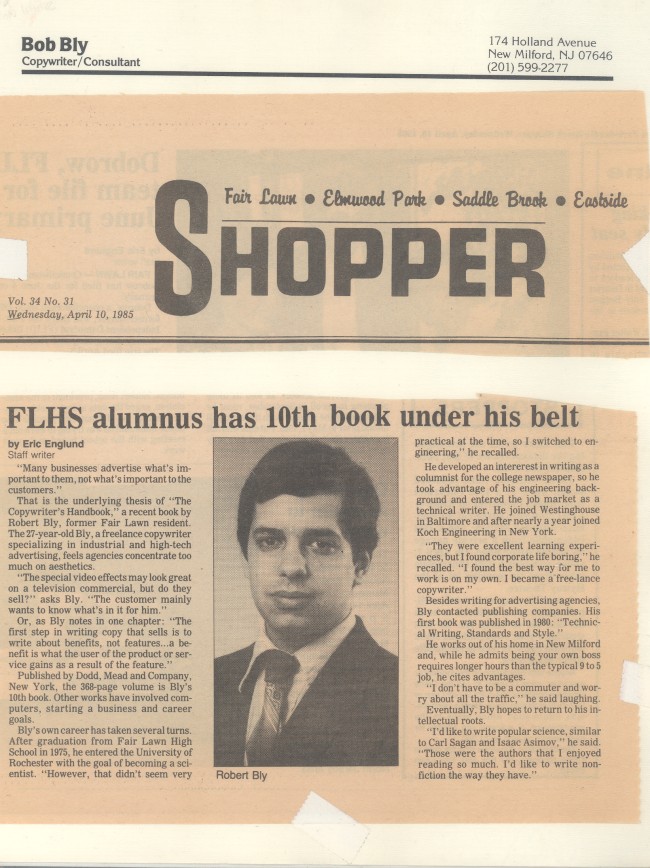 Bob Bly
Copywriter/Consultant
174 Holland Avenue
New Milford, NJ 07646
(201) 599-2277
Fair Lawn • Elmwood Park • Saddle Brook • Eastside
SHOPPER
Vol. 34 No. 31
Wednesday, April 10, 1985
FLHS alumnus has 10th book under his belt
by Eric Englund
Staff writer
"Many businesses advertise what's im-
portant to them, not what's important to the
customers."
That is the underlying thesis of "The
Copywriter's Handbook," a recent book by
Robert Bly, former Fair Lawn resident.
The 27-year-old Bly, a freelance copywriter
specializing in industrial and high-tech
advertising, feels agencies concentrate too
much on aesthetics.
"The special video effects may look great
on a television commercial, but do they
sell?" asks Bly. "The customer mainly
wants to know what's in it for him."
Or, as Bly notes in one chapter: "The
first step in writing copy that sells is to
write about benefits, not features...a be-
nefit is what the user of the product or ser-
vice gains as a result of the feature."
Published by Dodd, Mead and Company,
New York, the 368-page volume is Bly's
10th book. Other works have involved com-
puters, starting a business and career
goals.
Bly's own career has taken several turns.
After graduation from Fair Lawn High
School in 1975, he entered the University of
Rochester with the goal of becoming a sci-
entist. "However, that didn't seem very
Robert Bly
practical at the time, so I switched to en-
gineering," he recalled.
He developed an intererest in writing as a
columnist for the college newspaper, so he
took advantage of his engineering back-
ground and entered the job market as a
technical writer. He joined Westinghouse
in Baltimore and after nearly a year joined
Koch Engineering in New York.
"They were excellent learning experi-
ences, but I found corporate life boring," he
recalled. "I found the best way for me to
work is on my own. I became a free-lance
copywriter."
Besides writing for advertising agencies,
Bly contacted publishing companies. His
first book was published in 1980: "Technic-
al Writing, Standards and Style."
He works out of his home in New Milford
and, while he admits being your own boss
requires longer hours than the typical 9 to 5
job, he cites advantages.
"I don't have to be a commuter and wor-
ry about all the traffic," he said laughing.
Eventually, Bly hopes to return to his in-
tellectual roots.
"I'd like to write popular science, similar
to Carl Sagan and Isaac Asimov," he said.
"Those were the authors that I enjoyed
reading so much. I'd like to write non-
fiction the way they have."